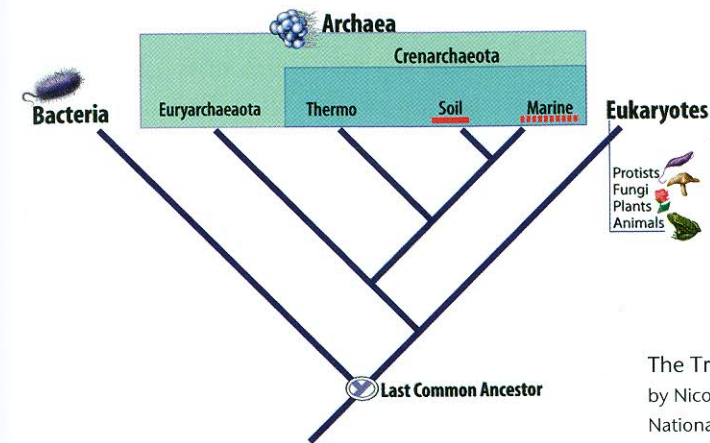 Archaea
Crenarchaeota
Bacteria
Euryarchaeaota
Thermo
Soil
Marine
Eukaryotes
Protists
Fungi
Plants
Animals
Last Common Ancestor
The Tr
by Nico
Nationa